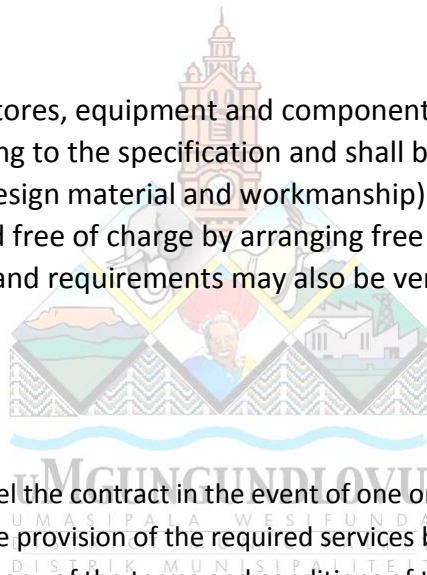 tores, equipment and component
ng to the specification and shall b
esign material and workmanship)
d free of charge by arranging free
and requirements may also be ver
el the contract in the event of one o
UMGUNGUNDLOVU
UMASIPALA WESIFUNDA
e provision of the required services b
DISTRIK MUNISIPALITEIT